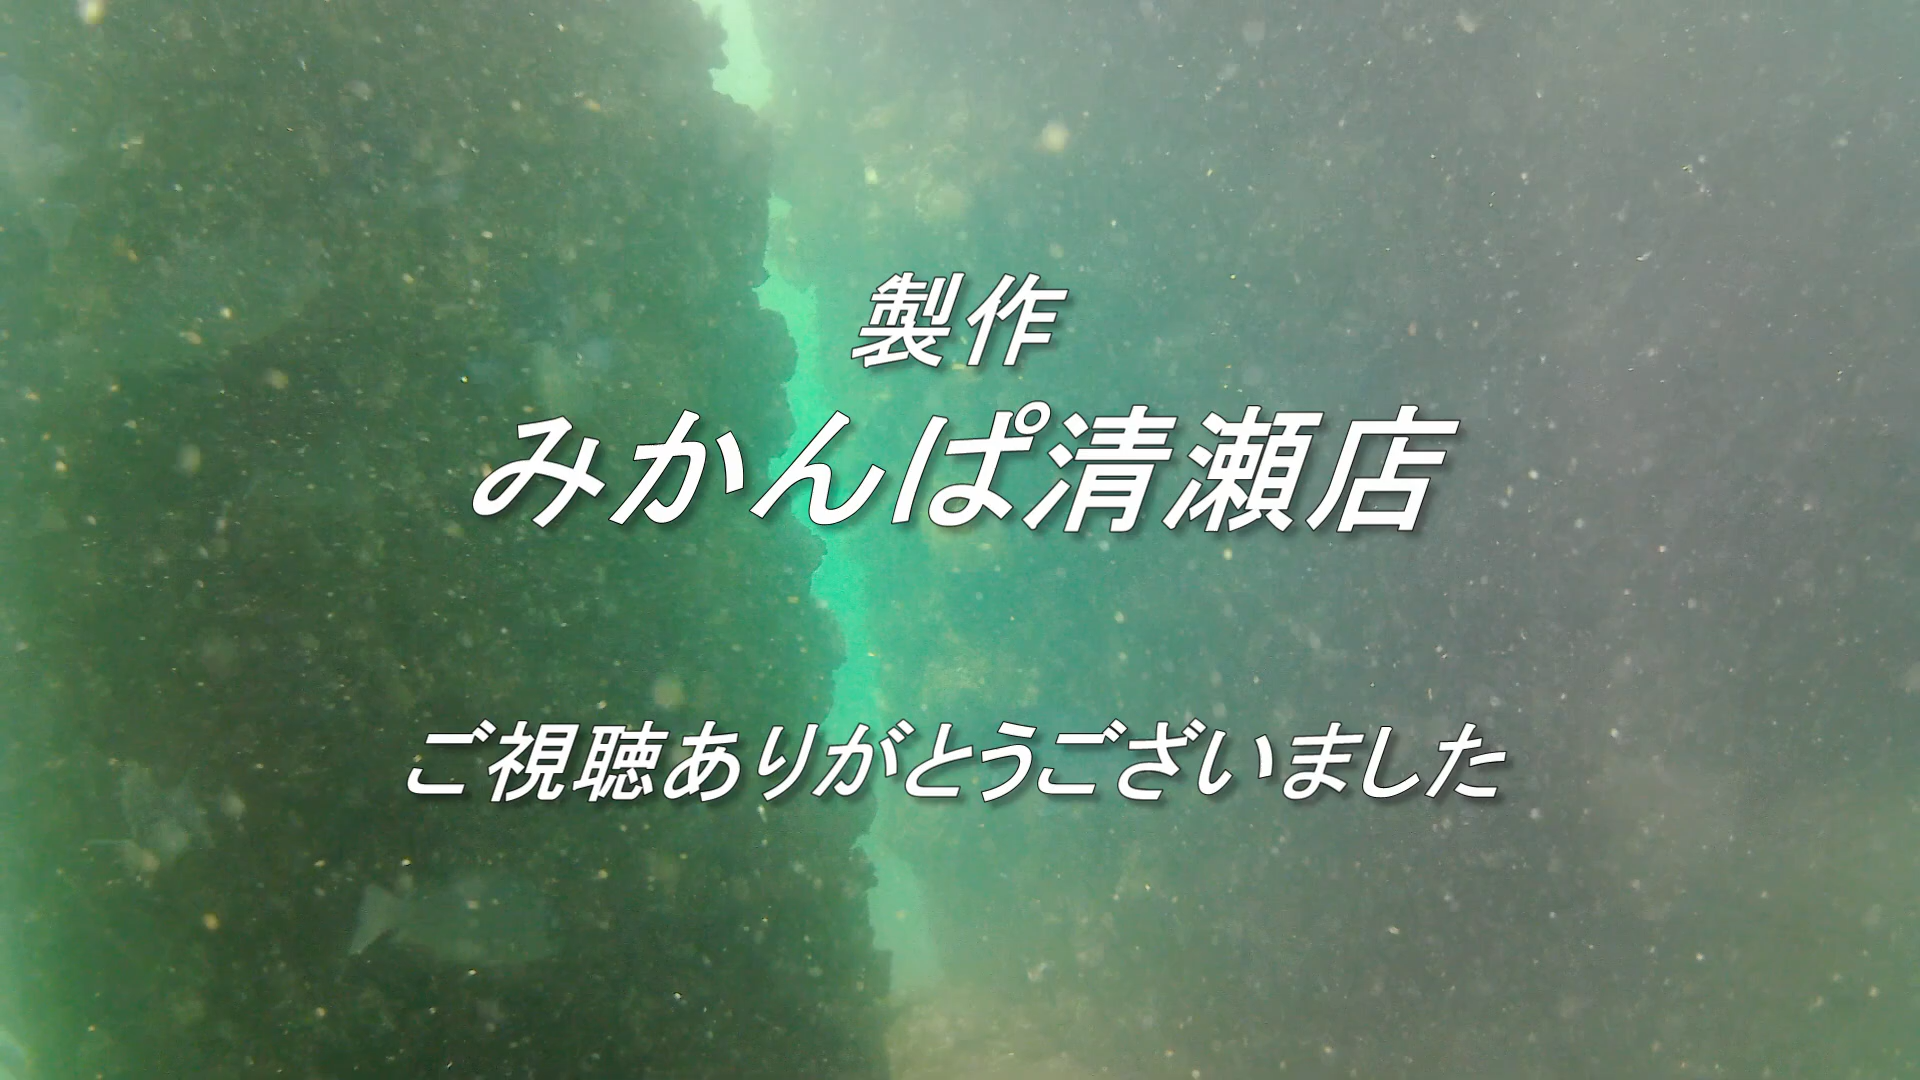 製作
みかんぱ清瀬店
ご視聴ありがとうございました